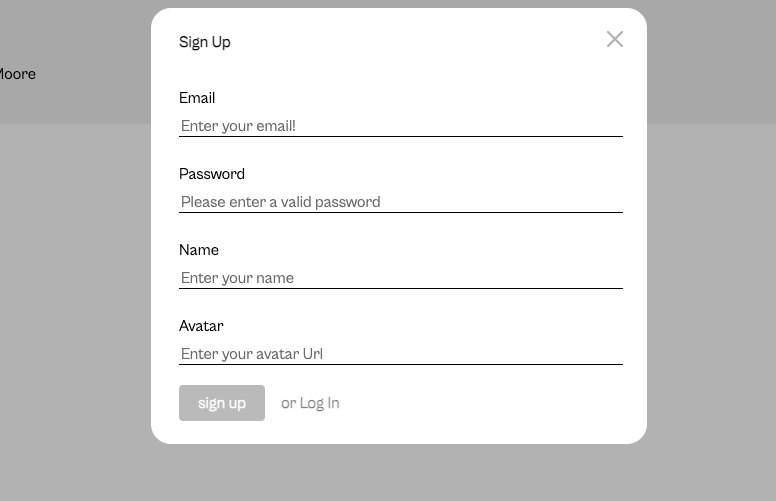 Sign Up
Moore
Email
Enter your email!
Password
Please enter a valid password
Name
Enter your name
Avatar
Enter your avatar Url
sign up or Log In